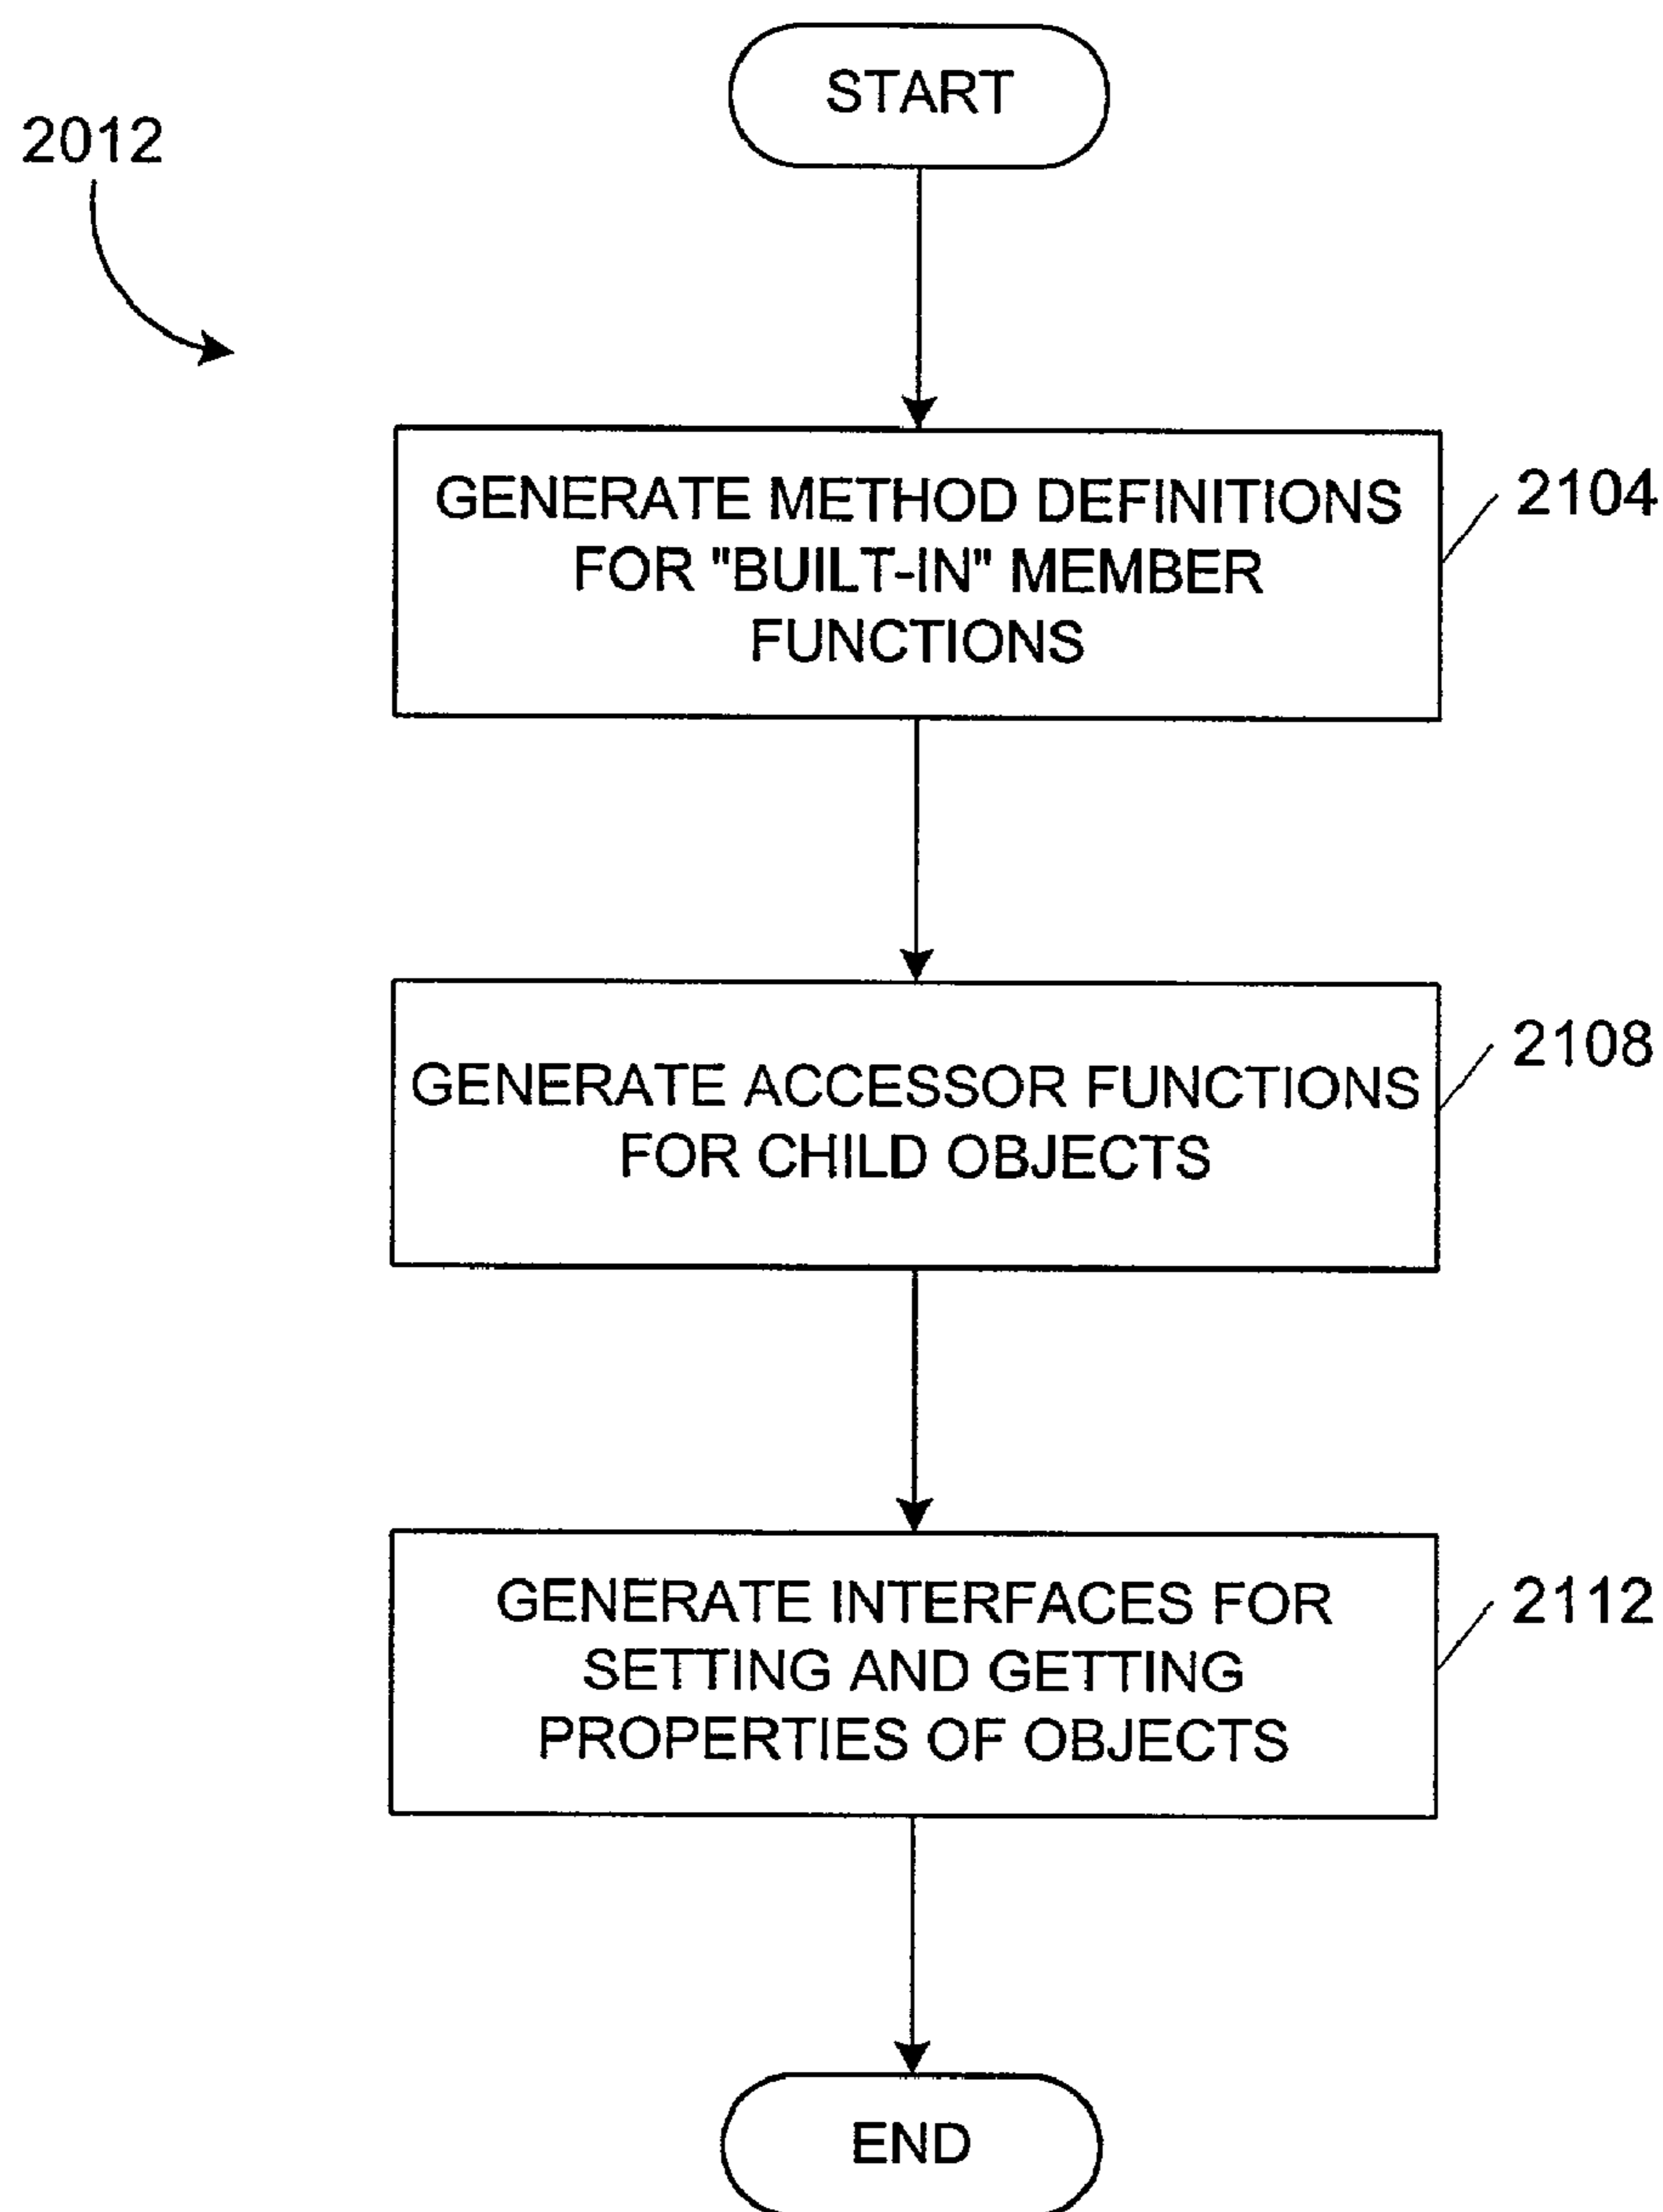 START
2012
GENERATE METHOD DEFINITIONS
FOR "BUILT-IN" MEMBER
FUNCTIONS
2104
GENERATE ACCESSOR FUNCTIONS
FOR CHILD OBJECTS
2108
GENERATE INTERFACES FOR
SETTING AND GETTING
PROPERTIES OF OBJECTS
2112
END